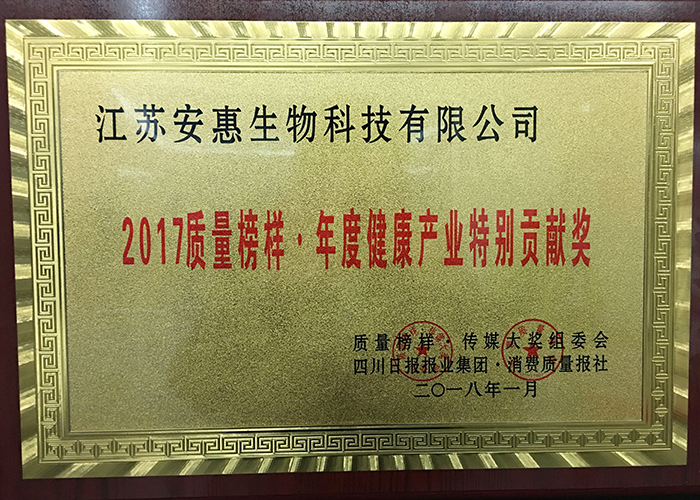 江苏安惠生物科技有限公司
2017质量榜样·年度健康产业特别贡献奖
质量榜样·传媒大奖组委会
四川日报报业集团·消费质量报社
二〇一八年一月